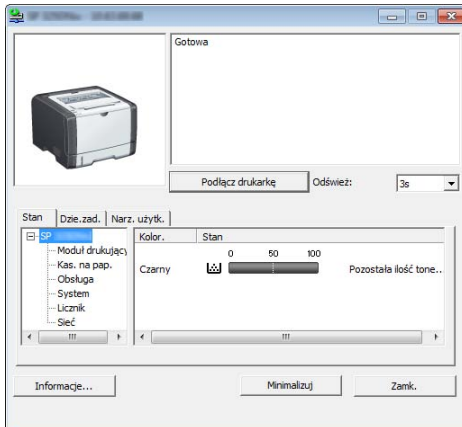 Gotowa
Podłącz drukarkę
Odśwież:
3s
Stan
Dzie.zad.
Narz. użytk.
SP
Moduł drukujący
Kas. na pap.
Obsługa
System
Licznik
Sieć
Kolor.
Stan
0 50 100
Czarny
Pozostała ilość tone...
Informacje...
Minimalizuj
Zamk.